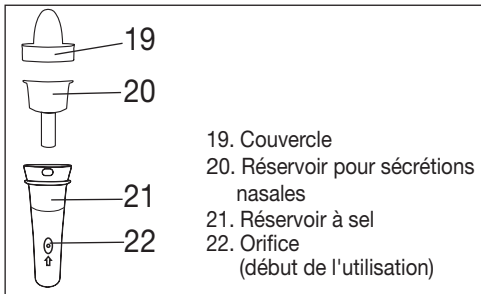 19
20
21
22
19. Couvercle
20. Réservoir pour sécrétions
nasales
21. Réservoir à sel
22. Orifice
(début de l'utilisation)